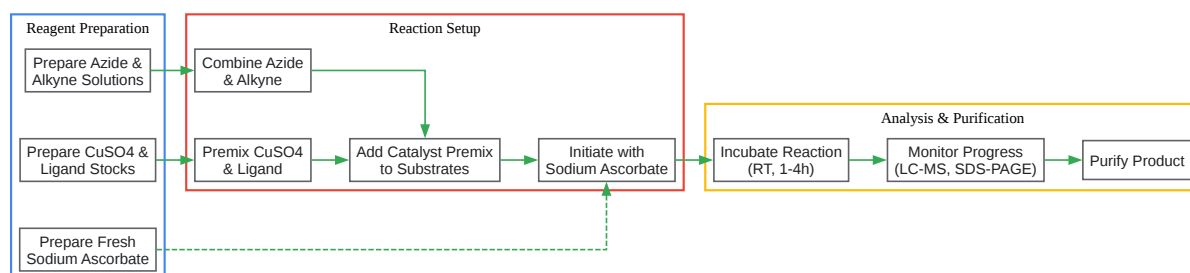 Reagent Preparation
Prepare Azide &
Alkyne Solutions
Prepare CuSO4 &
Ligand Stocks
Prepare Fresh
Sodium Ascorbate
Reaction Setup
Combine Azide
& Alkyne
Premix CuSO4
& Ligand
Add Catalyst Premix
to Substrates
Initiate with
Sodium Ascorbate
Analysis & Purification
Incubate Reaction
(RT, 1-4h)
Monitor Progress
(LC-MS, SDS-PAGE)
Purify Product